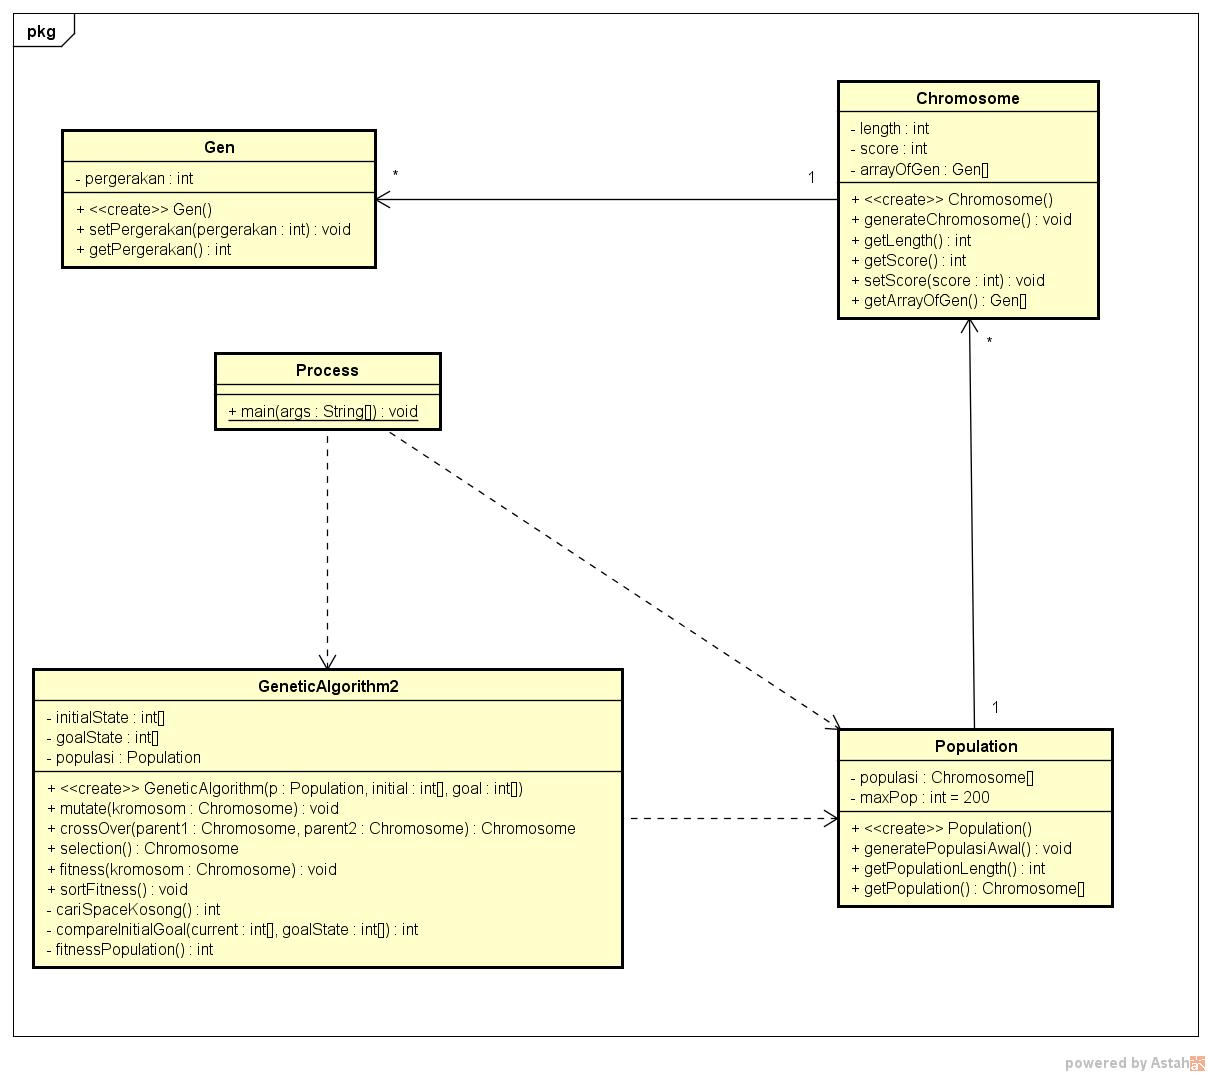 pkg
Gen
- pergerakan : int
+ <<create>> Gen()
+ setPergerakan(pergerakan : int) : void
+ getPergerakan() : int
*
1
Chromosome
- length : int
- score : int
- arrayOfGen : Gen[]
+ <<create>> Chromosome()
+ generateChromosome() : void
+ getLength() : int
+ getScore() : int
+ setScore(score : int) : void
+ getArrayOfGen() : Gen[]
*
Process
+ main(args : String[]) : void
1
GeneticAlgorithm2
- initialState : int[]
- goalState : int[]
- populasi : Population
+ <<create>> GeneticAlgorithm(p : Population, initial : int[], goal : int[])
+ mutate(kromosom : Chromosome) : void
+ crossOver(parent1 : Chromosome, parent2 : Chromosome) : Chromosome
+ selection() : Chromosome
+ fitness(kromosom : Chromosome) : void
+ sortFitness() : void
- cariSpaceKosong() : int
- compareInitialGoal(current : int[], goalState : int[]) : int
- fitnessPopulation() : int
Population
- populasi : Chromosome[]
- maxPop : int = 200
+ <<create>> Population()
+ generatePopulasiAwal() : void
+ getPopulationLength() : int
+ getPopulation() : Chromosome[]
powered by Astah